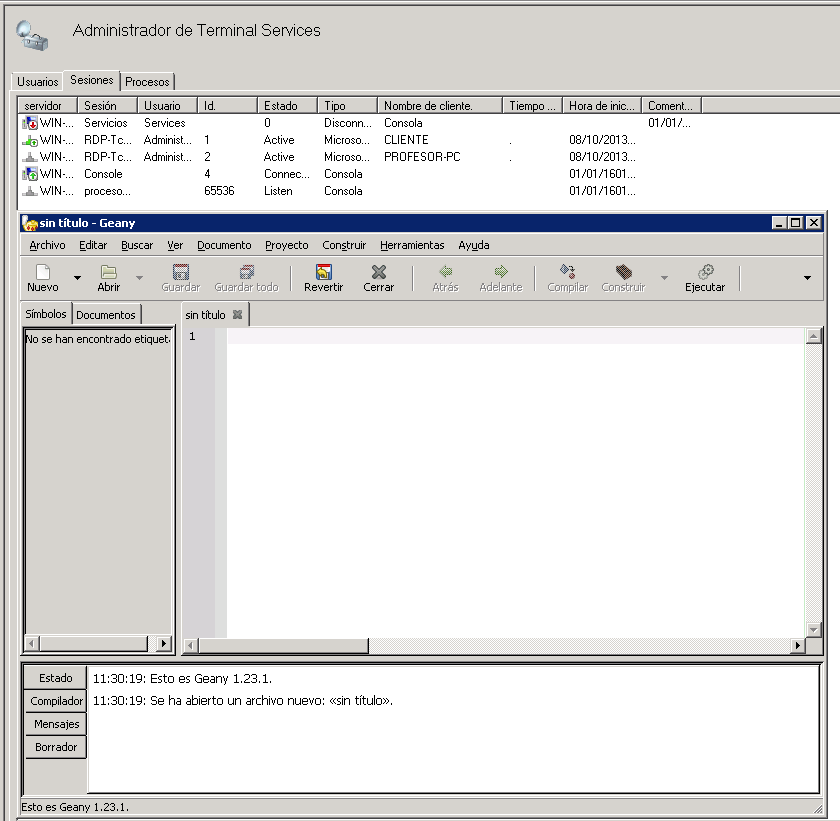 Administrador de Terminal Services
Usuarios Sesiones Procesos
servidor Sesión Usuario Id. Estado Tipo Nombre de cliente. Tiempo ... Hora de inic... Coment...
WIN-... Servicios Services 0 Disconn... Consola 01/01/...
WIN-... RDP-Tc... Administ... 1 Active Microso... CLIENTE . 08/10/2013...
WIN-... RDP-Tc... Administ... 2 Active Microso... PROFESOR-PC . 08/10/2013...
WIN-... Console 4 Connec... Consola 01/01/1601...
WIN-... proceso... 65536 Listen Consola 01/01/1601...
sin título - Geany
Archivo Editar Buscar Ver Documento Proyecto Construir Herramientas Ayuda
Nuevo Abrir Guardar Guardar todo Revertir Cerrar Atrás Adelante Compilar Construir Ejecutar
Símbolos Documentos sin título
No se han encontrado etiquet
1
Estado 11:30:19: Esto es Geany 1.23.1.
Compilador 11:30:19: Se ha abierto un archivo nuevo: «sin título».
Mensajes
Borrador
Esto es Geany 1.23.1.